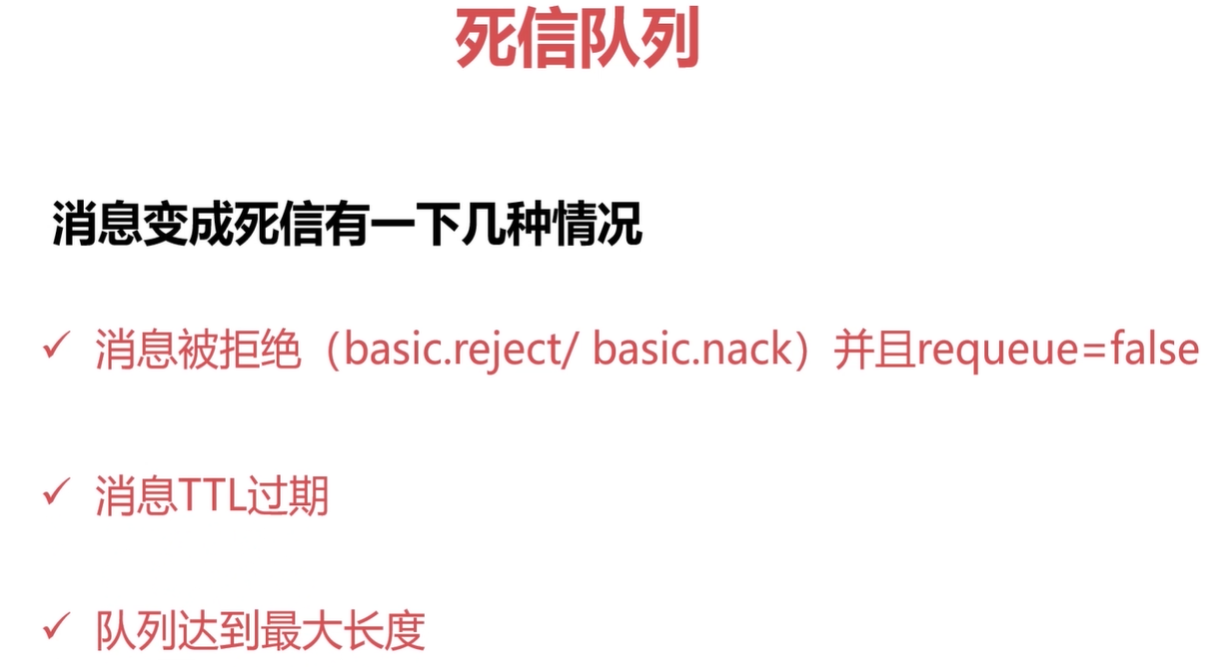 死信队列
消息变成死信有一下几种情况
✓ 消息被拒绝（basic.reject/ basic.nack）并且requeue=false
✓ 消息TTL过期
✓ 队列达到最大长度